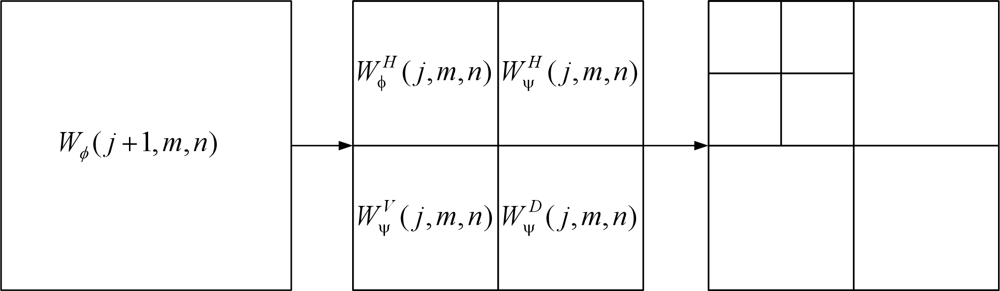 W_ϕ(j+1,m,n)
W_ϕ^H(j,m,n) W_ψ^H(j,m,n)
W_ψ^V(j,m,n) W_ψ^D(j,m,n)